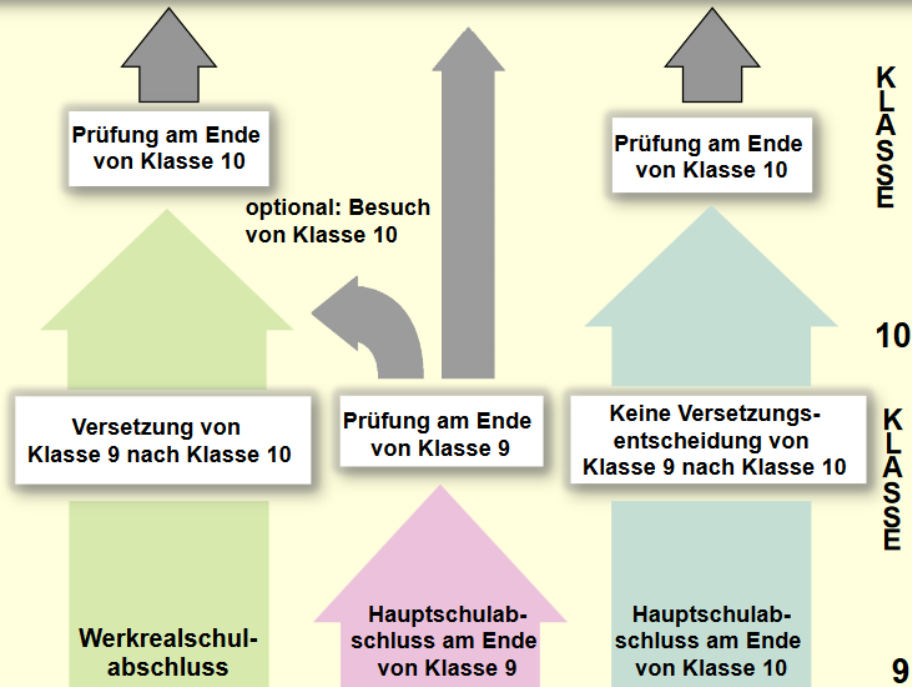 Prüfung am Ende
von Klasse 10
Prüfung am Ende
von Klasse 10
KLASSE
10
optional: Besuch
von Klasse 10
Versetzung von
Klasse 9 nach Klasse 10
Prüfung am Ende
von Klasse 9
Keine Versetzungs-
entscheidung von
Klasse 9 nach Klasse 10
KLASSE
9
Werkrealschul-
abschluss
Hauptschulab-
schluss am Ende
von Klasse 9
Hauptschulab-
schluss am Ende
von Klasse 10